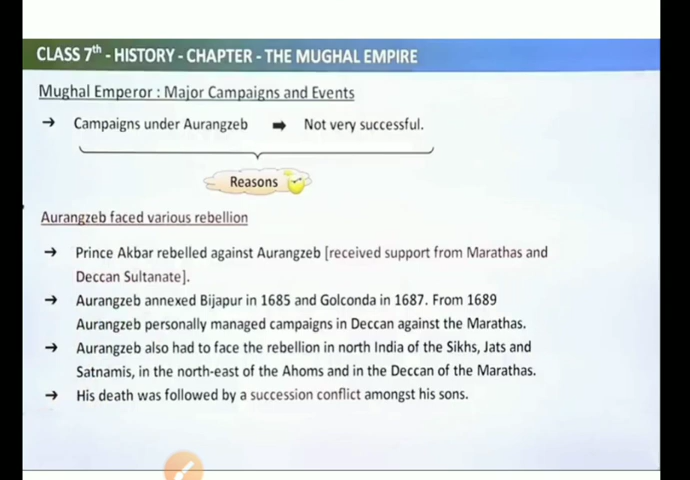 CLASS 7th - HISTORY - CHAPTER - THE MUGHAL EMPIRE
Mughal Emperor : Major Campaigns and Events
→ Campaigns under Aurangzeb ➡ Not very successful.
Reasons
Aurangzeb faced various rebellion
→ Prince Akbar rebelled against Aurangzeb [received support from Marathas and
Deccan Sultanate].
→ Aurangzeb annexed Bijapur in 1685 and Golconda in 1687. From 1689
Aurangzeb personally managed campaigns in Deccan against the Marathas.
→ Aurangzeb also had to face the rebellion in north India of the Sikhs, Jats and
Satnamis, in the north-east of the Ahoms and in the Deccan of the Marathas.
→ His death was followed by a succession conflict amongst his sons.